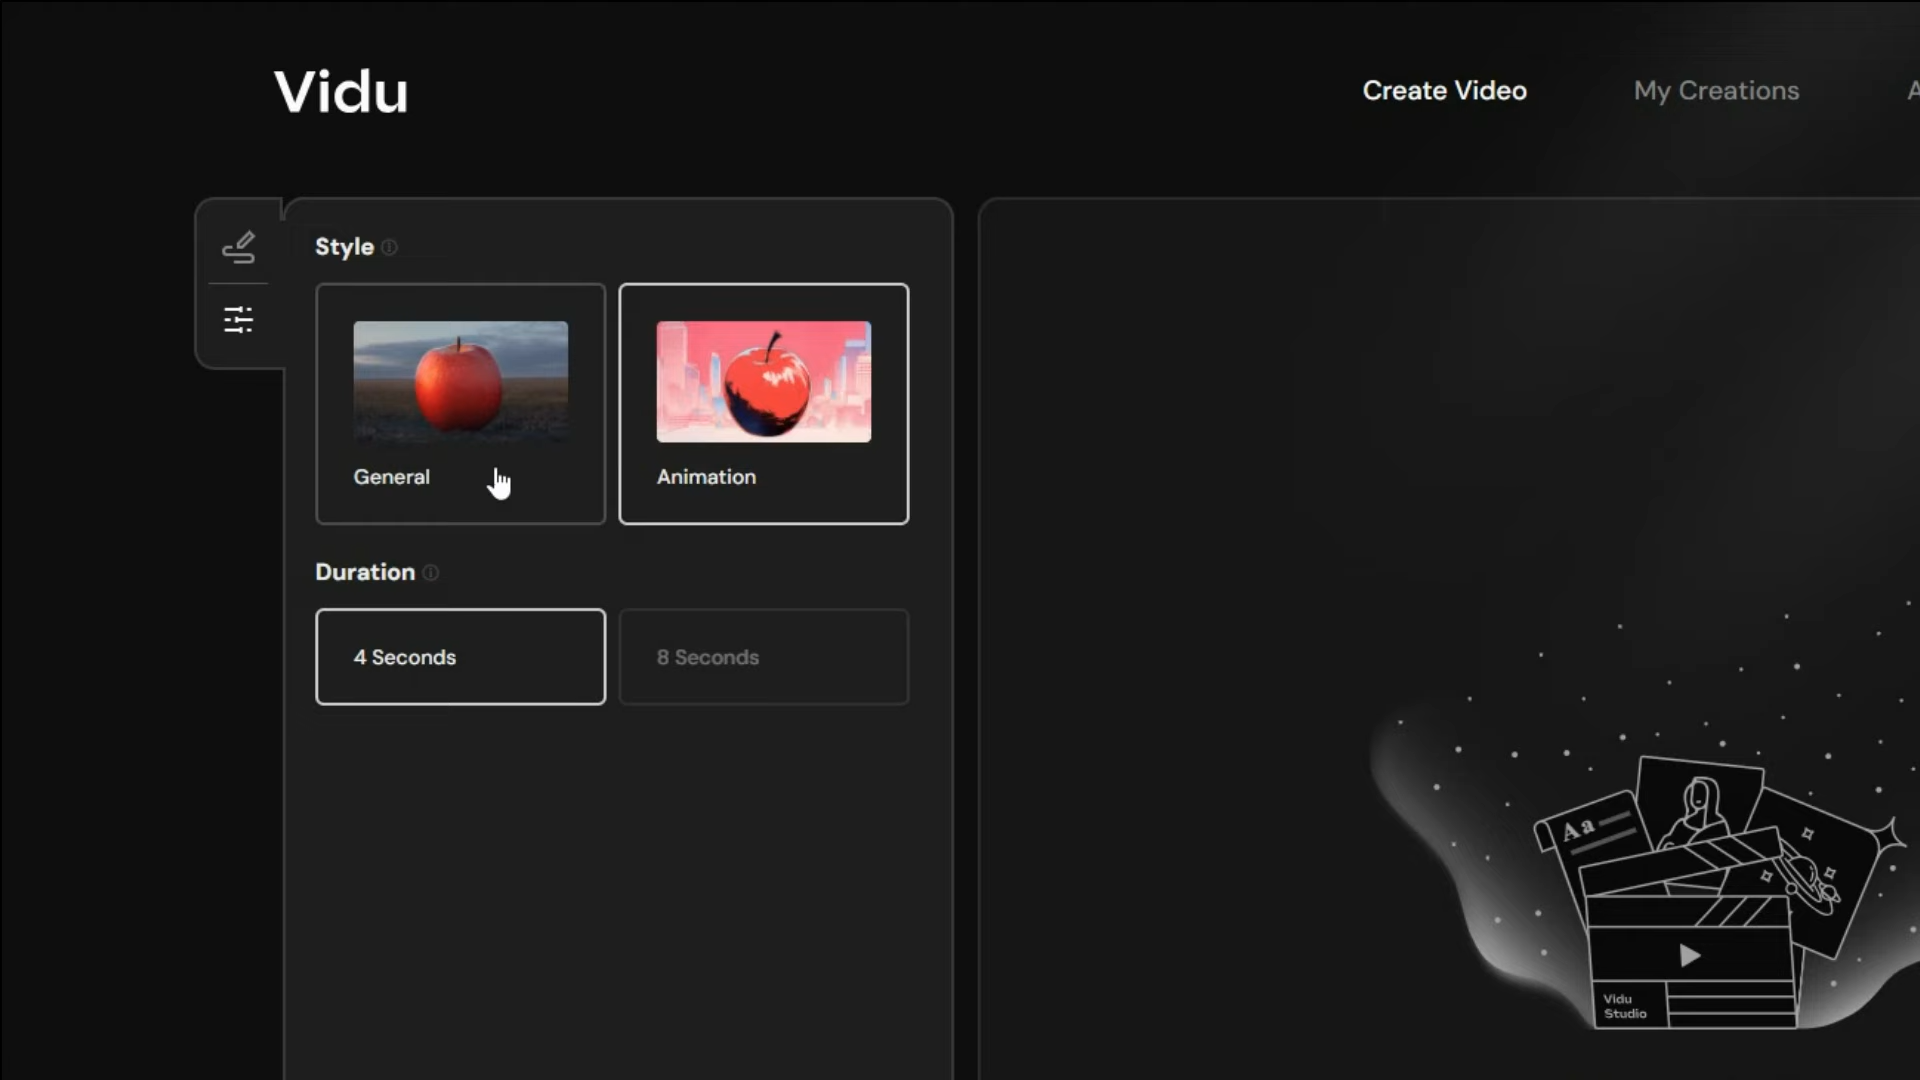 Vidu
Create Video
My Creations
A
Style
General
Animation
Duration
4 Seconds
8 Seconds
Aa
Vidu
Studio